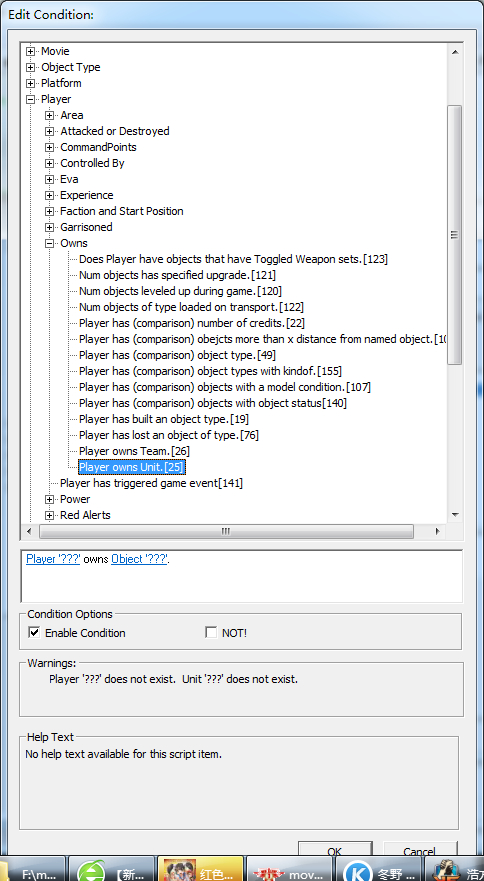 Edit Condition:
Movie
Object Type
Platform
Player
Area
Attacked or Destroyed
CommandPoints
Controlled By
Eva
Experience
Faction and Start Position
Garrisoned
Owns
Does Player have objects that have Toggled Weapon sets.[123]
Num objects has specified upgrade.[121]
Num objects leveled up during game.[120]
Num objects of type loaded on transport.[122]
Player has (comparison) number of credits.[22]
Player has (comparison) obejcts more than x distance from named object.[10
Player has (comparison) object type.[49]
Player has (comparison) object types with kindof.[155]
Player has (comparison) objects with a model condition.[107]
Player has (comparison) objects with object status[140]
Player has built an object type.[19]
Player has lost an object of type.[76]
Player owns Team.[26]
Player owns Unit.[25]
Player has triggered game event[141]
Power
Red Alerts
Player '???' owns Object '???'.
Condition Options
Enable Condition NOT!
Warnings:
Player '???' does not exist.  Unit '???' does not exist.
Help Text
No help text available for this script item.
OK Cancel
F:\m... 【新... 红色... mov... 冬野 ... 浩方